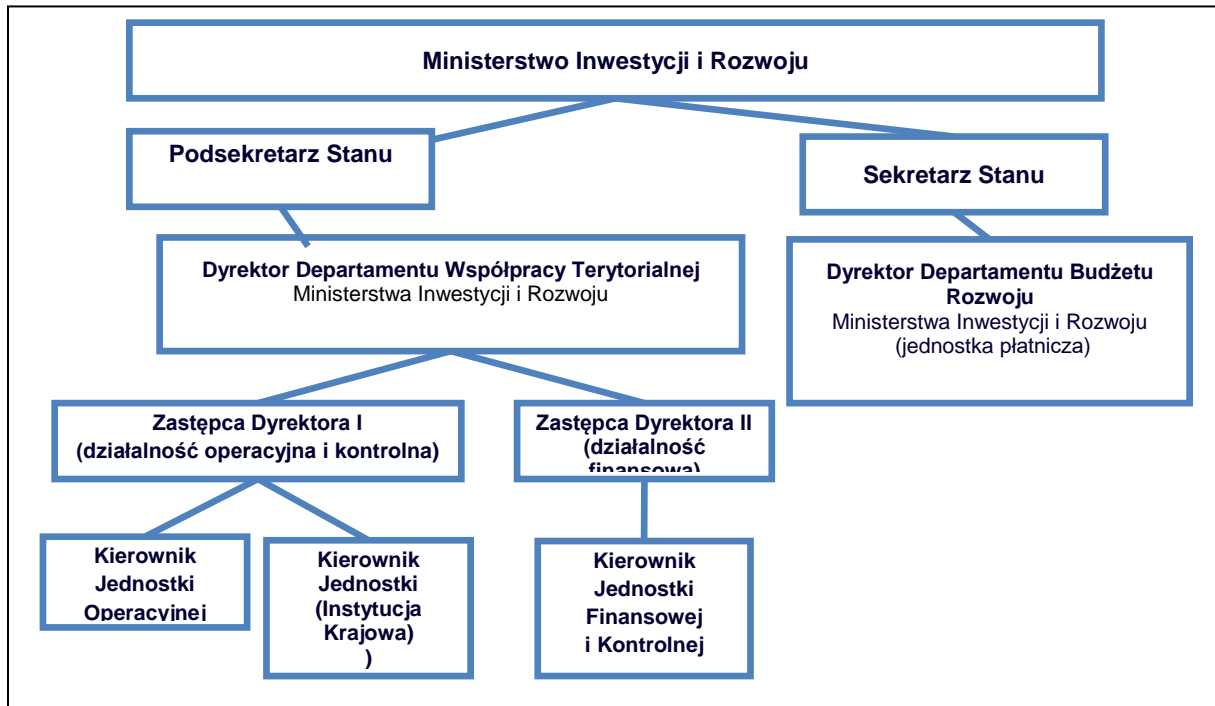 Ministerstwo Inwestycji i Rozwoju
Podsekretarz Stanu
Sekretarz Stanu
Dyrektor Departamentu Współpracy Terytorialnej
Ministerstwa Inwestycji i Rozwoju
Dyrektor Departamentu Budżetu
Rozwoju
Ministerstwa Inwestycji i Rozwoju
(jednostka płatnicza)
Zastępca Dyrektora I
(działalność operacyjna i kontrolna)
Zastępca Dyrektora II
(działalność
finansowa)
Kierownik
Jednostki
Operacyjnej
Kierownik
Jednostki
(Instytucja
Krajowa)
)
Kierownik
Jednostki
Finansowej
i Kontrolnej